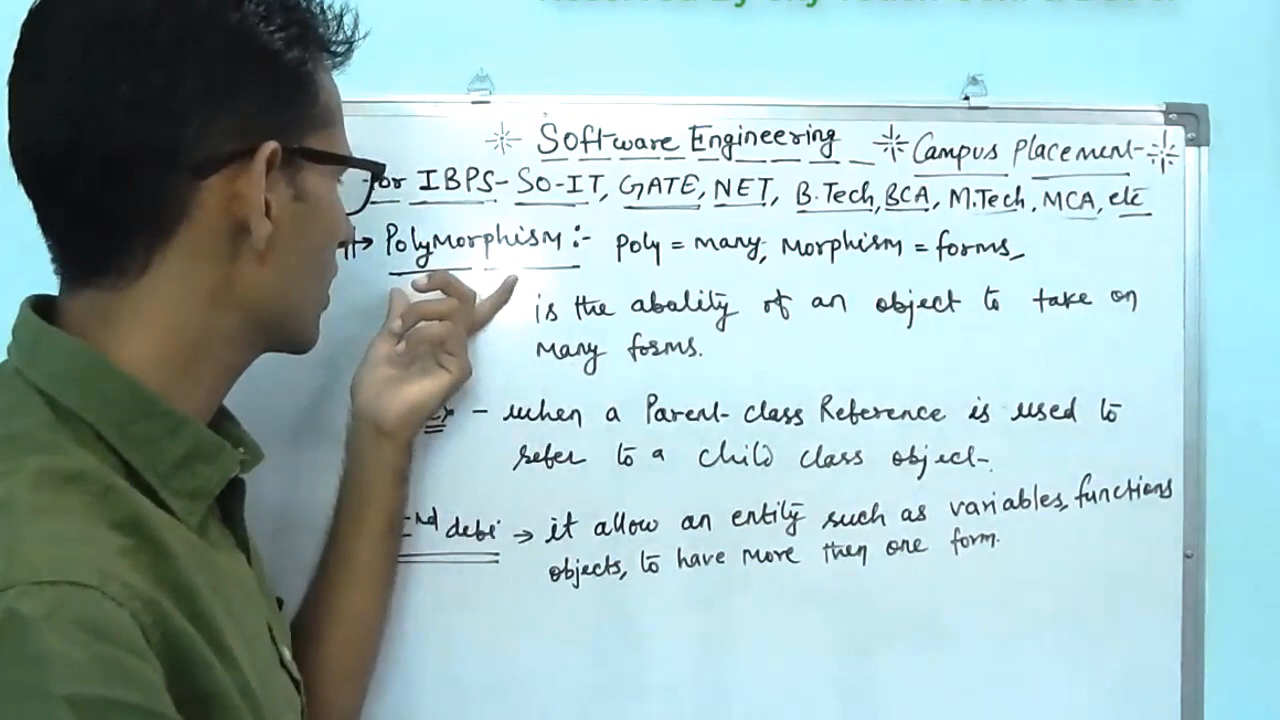 * Software Engineering * Campus Placement *
for IBPS-SO-IT, GATE, NET, B.Tech, BCA, M.Tech, MCA, etc
→ Polymorphism :- Poly = many, Morphism = forms,
is the abality of an object to take on
many forms.
Ex - when a Parent class Reference is used to
refer to a child class object.
defi → it allow an entity such as variables, functions
objects, to have more then one form.